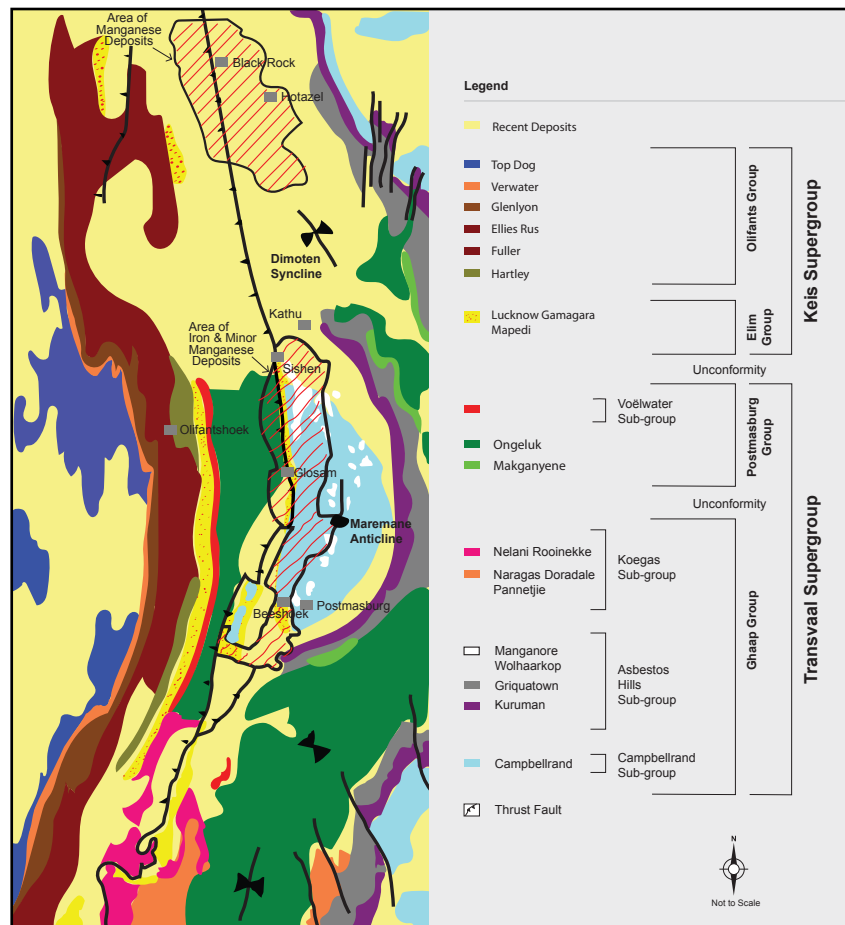 Area of
Manganese
Deposits
Black Rock
Hotazel
Dimoten
Syncline
Kathu
Area of
Iron & Minor
Manganese
Deposits
Sishen
Olifantshoek
Glosam
Maremane
Anticline
Beeshoek
Postmasburg
Legend
Recent Deposits
Top Dog
Verwater
Glenlyon
Ellies Rus
Fuller
Hartley
Olifants Group
Lucknow Gamagara
Mapedi
Elim
Group
Keis Supergroup
Unconformity
Voëlwater
Sub-group
Ongeluk
Makganyene
Postmasburg
Group
Unconformity
Nelani Rooinekke
Naragas Doradale
Pannetjie
Koegas
Sub-group
Manganore
Wolhaarkop
Griquatown
Kuruman
Asbestos
Hills
Sub-group
Campbellrand
Campbellrand
Sub-group
Ghaap Group
Transvaal Supergroup
Thrust Fault
N
Not to Scale